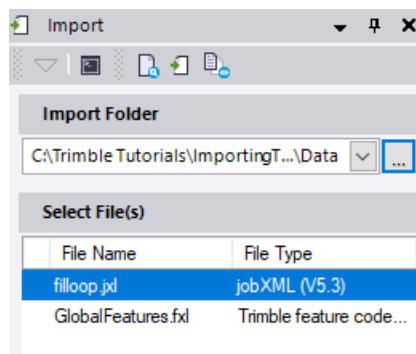 Import
Import Folder
C:\Trimble Tutorials\ImportingT...\Data ...
Select File(s)
File Name File Type
filloop.jxl jobXML (V5.3)
GlobalFeatures.fxl Trimble feature code...